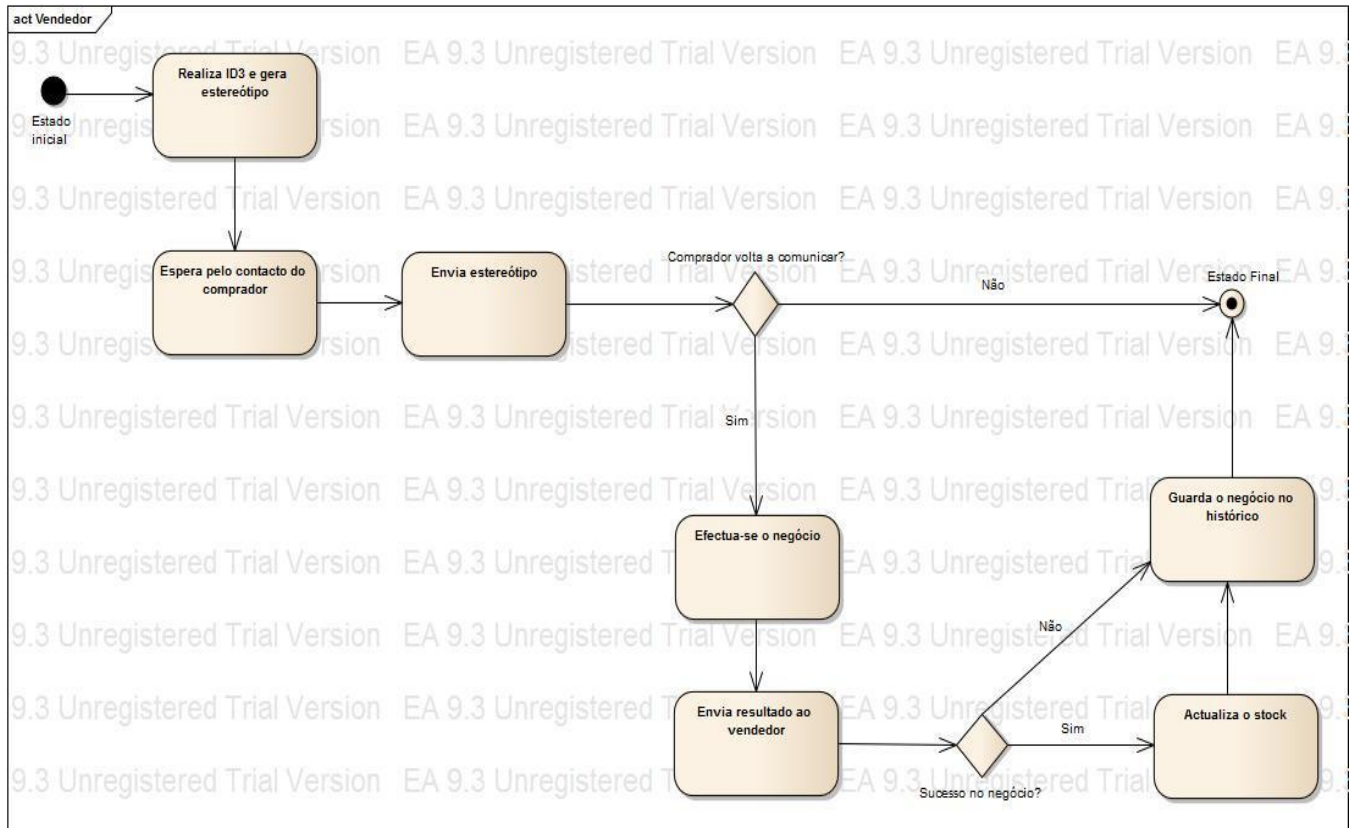 act Vendedor
EA 9.3 Unregistered Trial Version
Realiza ID3 e gera
estereótipo
Estado
inicial
Espera pelo contacto do
comprador
Envia estereótipo
Comprador volta a comunicar?
Não
Estado Final
Sim
Efectua-se o negócio
Guarda o negócio no
histórico
Não
Envia resultado ao
vendedor
Sim
Sucesso no negócio?
Actualiza o stock